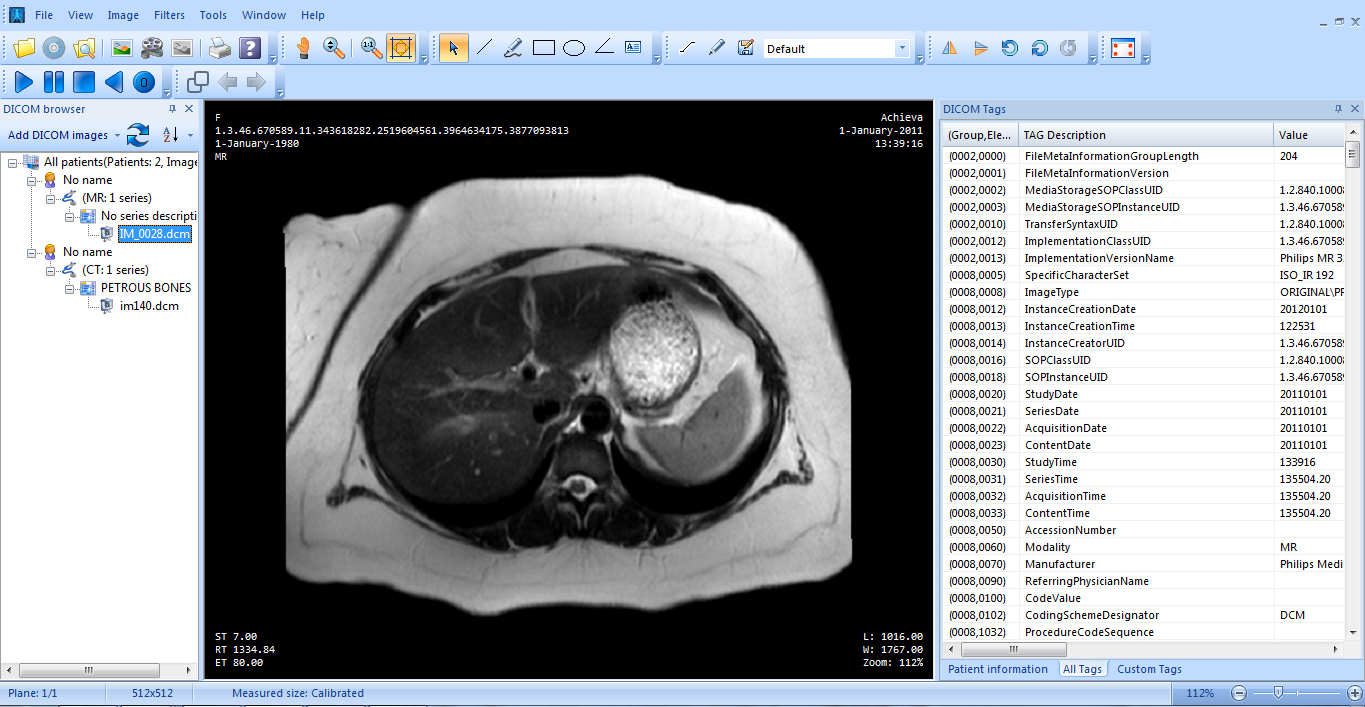 File View Image Filters Tools Window Help
1:1 A Default
0
DICOM browser
Add DICOM images A Z
All patients(Patients: 2, Image
No name
(MR: 1 series)
No series descripti
IM_0028.dcm
No name
(CT: 1 series)
PETROUS BONES
im140.dcm
F
1.3.46.670589.11.343618282.2519604561.3964634175.3877093813
1-January-1980
MR
Achieva
1-January-2011
13:39:16
ST 7.00
RT 1334.84
ET 80.00
L: 1016.00
W: 1767.00
Zoom: 112%
DICOM Tags
(Group,Ele... TAG Description Value
(0002,0000) FileMetaInformationGroupLength 204
(0002,0001) FileMetaInformationVersion
(0002,0002) MediaStorageSOPClassUID 1.2.840.10008
(0002,0003) MediaStorageSOPInstanceUID 1.3.46.670589
(0002,0010) TransferSyntaxUID 1.2.840.10008
(0002,0012) ImplementationClassUID 1.3.46.670589
(0002,0013) ImplementationVersionName Philips MR 3.
(0008,0005) SpecificCharacterSet ISO_IR 192
(0008,0008) ImageType ORIGINAL\PR
(0008,0012) InstanceCreationDate 20120101
(0008,0013) InstanceCreationTime 122531
(0008,0014) InstanceCreatorUID 1.3.46.670589
(0008,0016) SOPClassUID 1.2.840.10008
(0008,0018) SOPInstanceUID 1.3.46.670589
(0008,0020) StudyDate 20110101
(0008,0021) SeriesDate 20110101
(0008,0022) AcquisitionDate 20110101
(0008,0023) ContentDate 20110101
(0008,0030) StudyTime 133916
(0008,0031) SeriesTime 135504.20
(0008,0032) AcquisitionTime 135504.20
(0008,0033) ContentTime 135504.20
(0008,0050) AccessionNumber
(0008,0060) Modality MR
(0008,0070) Manufacturer Philips Medi
(0008,0090) ReferringPhysicianName
(0008,0100) CodeValue
(0008,0102) CodingSchemeDesignator DCM
(0008,1032) ProcedureCodeSequence
Patient information All Tags Custom Tags
Plane: 1/1 512x512 Measured size: Calibrated 112%